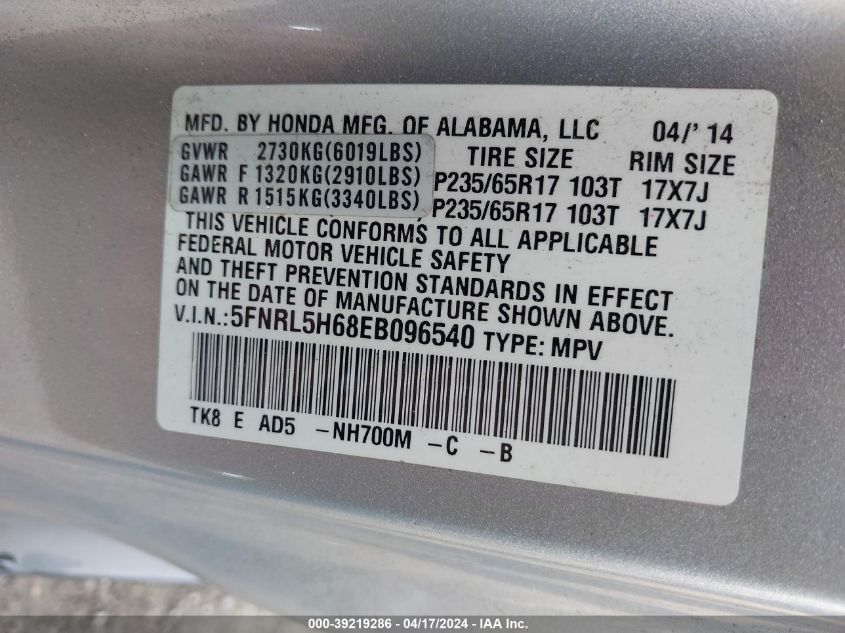 MFD. BY HONDA MFG. OF ALABAMA, LLC 04/' 14
GVWR 2730KG(6019LBS) TIRE SIZE RIM SIZE
GAWR F 1320KG(2910LBS) P235/65R17 103T 17X7J
GAWR R 1515KG(3340LBS) P235/65R17 103T 17X7J
THIS VEHICLE CONFORMS TO ALL APPLICABLE
FEDERAL MOTOR VEHICLE SAFETY
AND THEFT PREVENTION STANDARDS IN EFFECT
ON THE DATE OF MANUFACTURE SHOWN ABOVE.
V.I.N.:5FNRL5H68EB096540 TYPE: MPV
TK8 E AD5 -NH700M -C -B
000-39219286 - 04/17/2024 - IAA Inc.